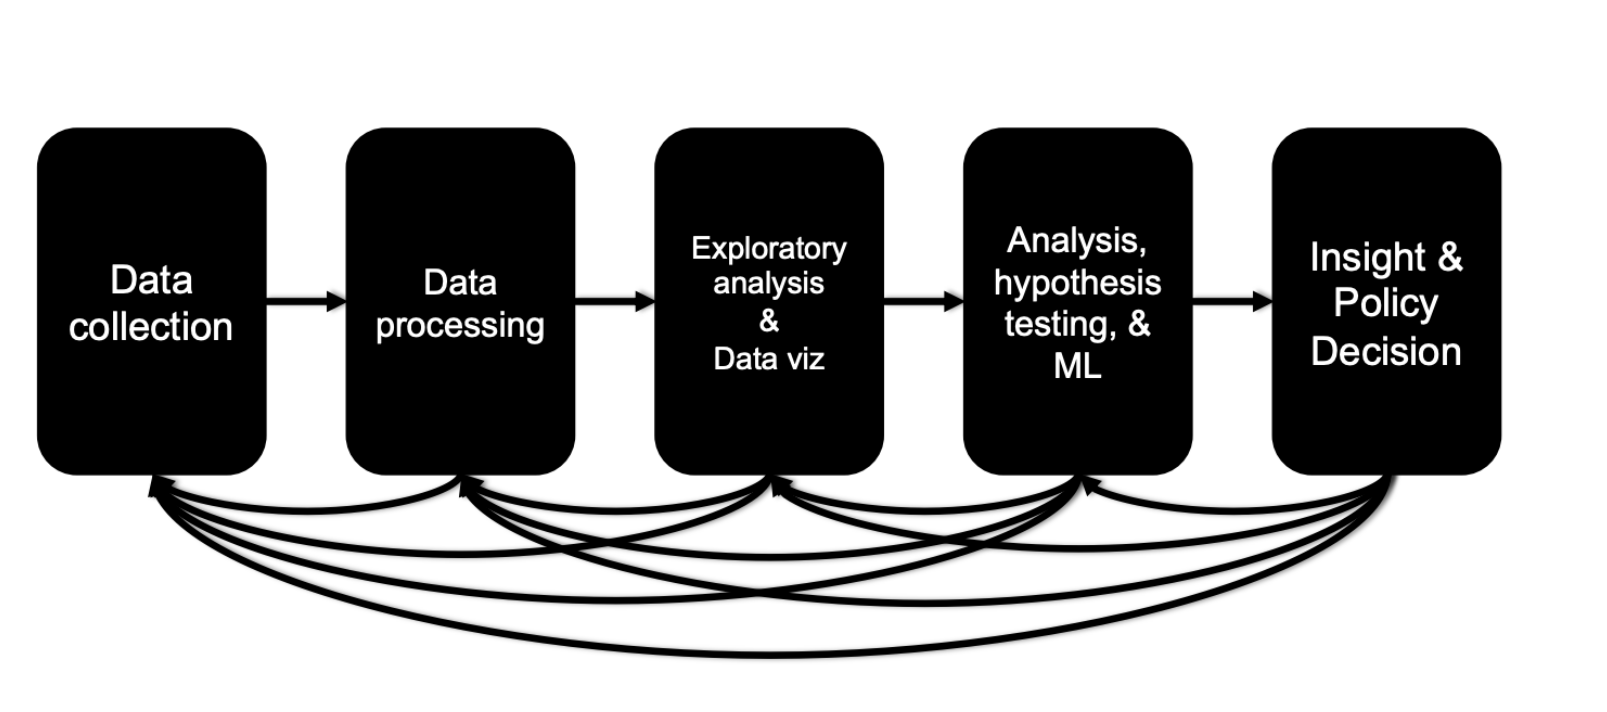 Data
collection
Data
processing
Exploratory
analysis
&
Data viz
Analysis,
hypothesis
testing, &
ML
Insight &
Policy
Decision